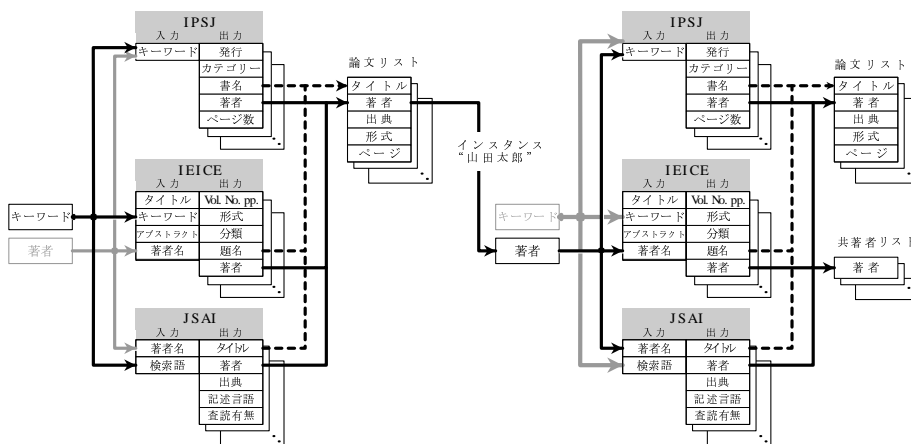 IPSJ
入力 出力
キーワード 発行
カテゴリー
書名
著者
ページ数
論文リスト
タイトル
著者
出典
形式
ページ
IEICE
入力 出力
タイトル Vol. No. pp.
キーワード 形式
アブストラクト 分類
著者名 題名
著者
キーワード
著者
JSAI
入力 出力
著者名 タイトル
検索語 著者
出典
記述言語
査読有無
インスタンス
“山田太郎”
キーワード
著者
IPSJ
入力 出力
キーワード 発行
カテゴリー
書名
著者
ページ数
論文リスト
タイトル
著者
出典
形式
ページ
IEICE
入力 出力
タイトル Vol. No. pp.
キーワード 形式
アブストラクト 分類
著者名 題名
著者
共著者リスト
著者
JSAI
入力 出力
著者名 タイトル
検索語 著者
出典
記述言語
査読有無